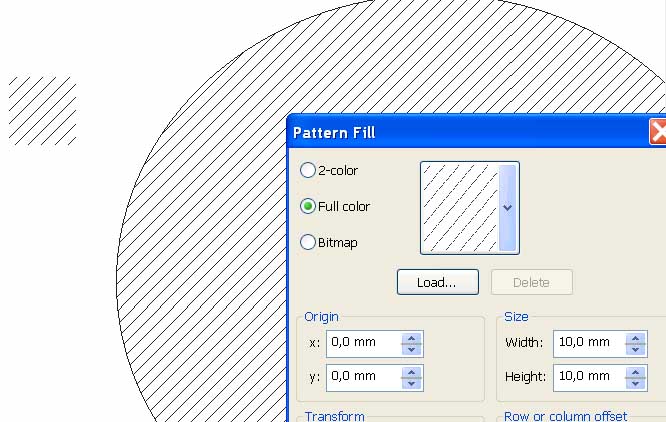 Pattern Fill
2-color
Full color
Bitmap
Load...
Delete
Origin
x: 0,0 mm
y: 0,0 mm
Size
Width: 10,0 mm
Height: 10,0 mm
Transform
Row or column offset